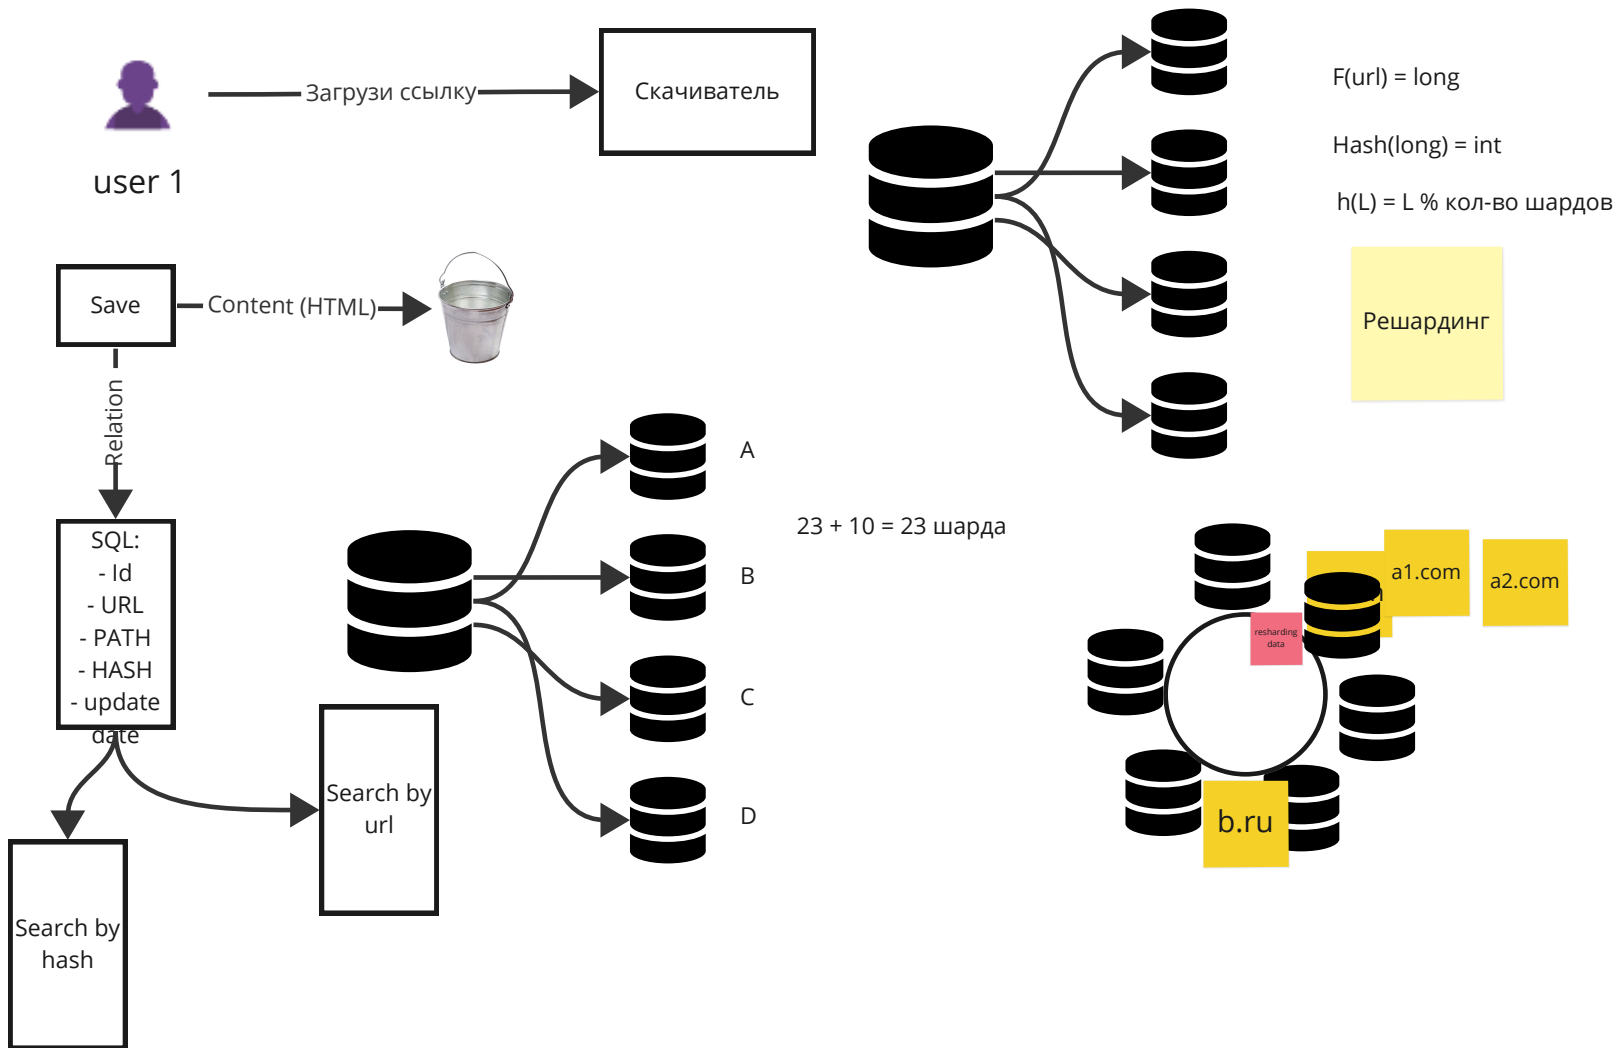 Загрузи ссылку
Скачиватель
user 1
F(url) = long
Hash(long) = int
h(L) = L % кол-во шардов
Решардинг
Save
Content (HTML)
Relation
SQL:
- Id
- URL
- PATH
- HASH
- update
date
Search by
url
Search by
hash
A
B
C
D
23 + 10 = 23 шарда
a1.com
a2.com
resharding
data
b.ru